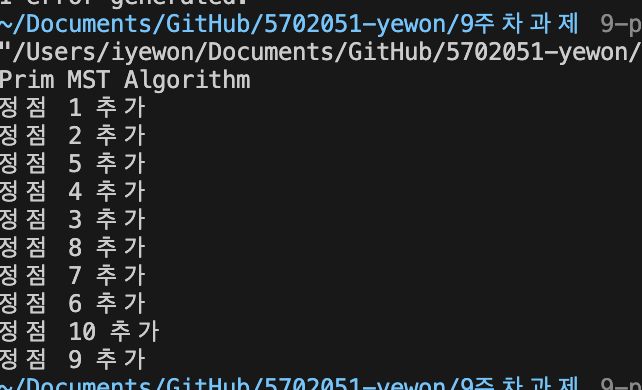 1 error generated.
~/Documents/GitHub/5702051-yewon/9주차과제 9-p
"/Users/iyewon/Documents/GitHub/5702051-yewon/
Prim MST Algorithm
정점 1 추가
정점 2 추가
정점 5 추가
정점 4 추가
정점 3 추가
정점 8 추가
정점 7 추가
정점 6 추가
정점 10 추가
정점 9 추가
~/Documents/GitHub/5702051-yewon/9주차과제 9-p